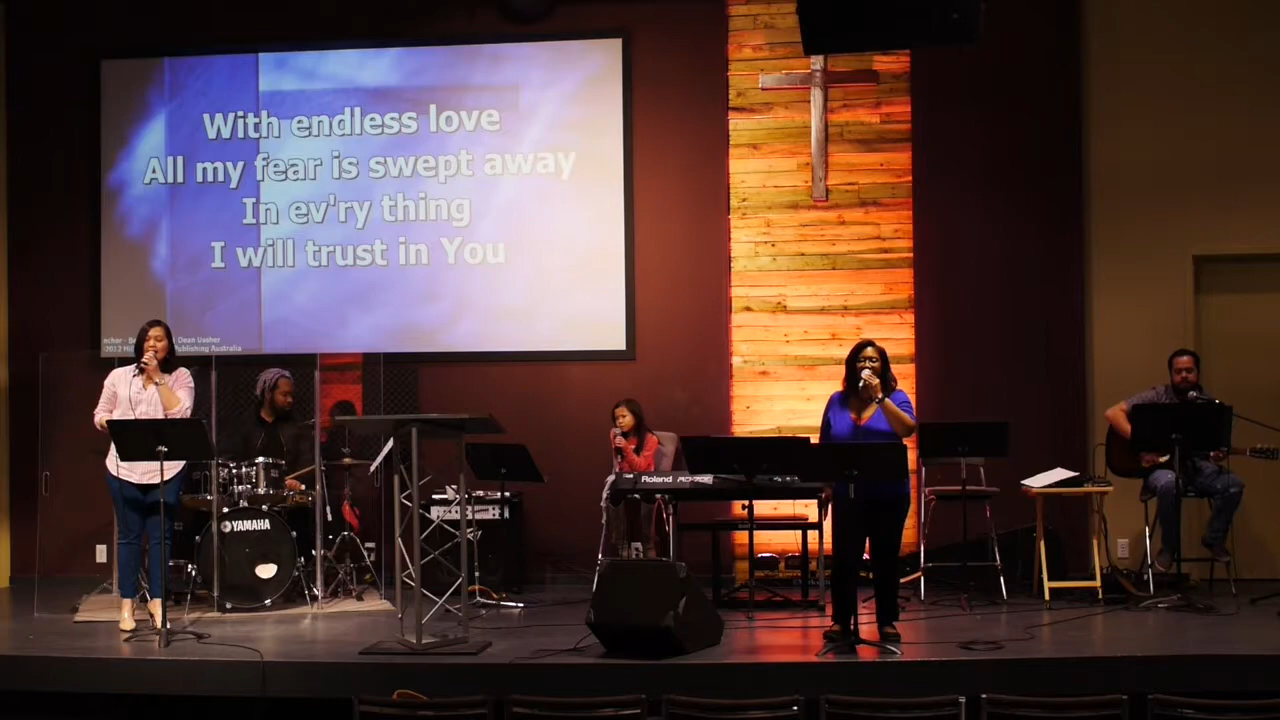 With endless love
All my fear is swept away
In ev'ry thing
I will trust in You
Dean Ussher
Publishing Australia
YAMAHA
Roland